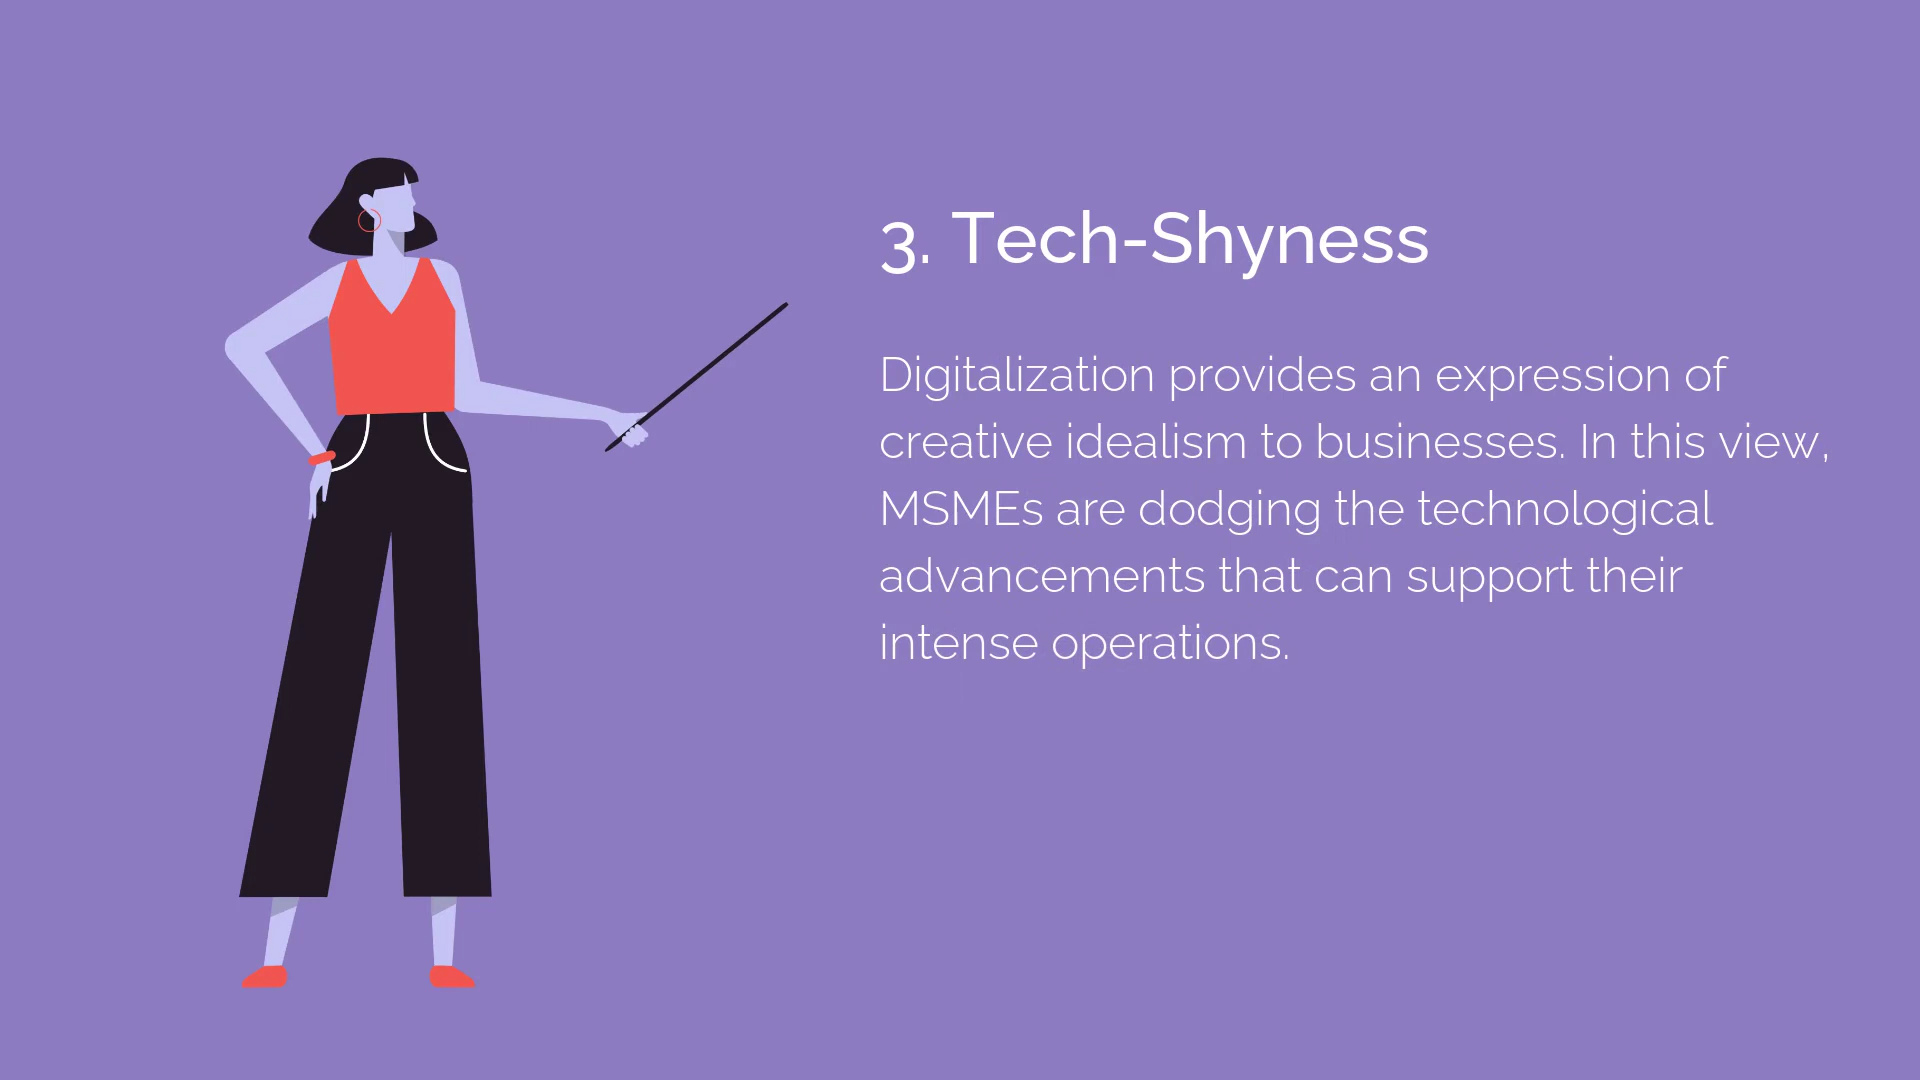 3. Tech-Shyness
Digitalization provides an expression of
creative idealism to businesses. In this view,
MSMEs are dodging the technological
advancements that can support their
intense operations.